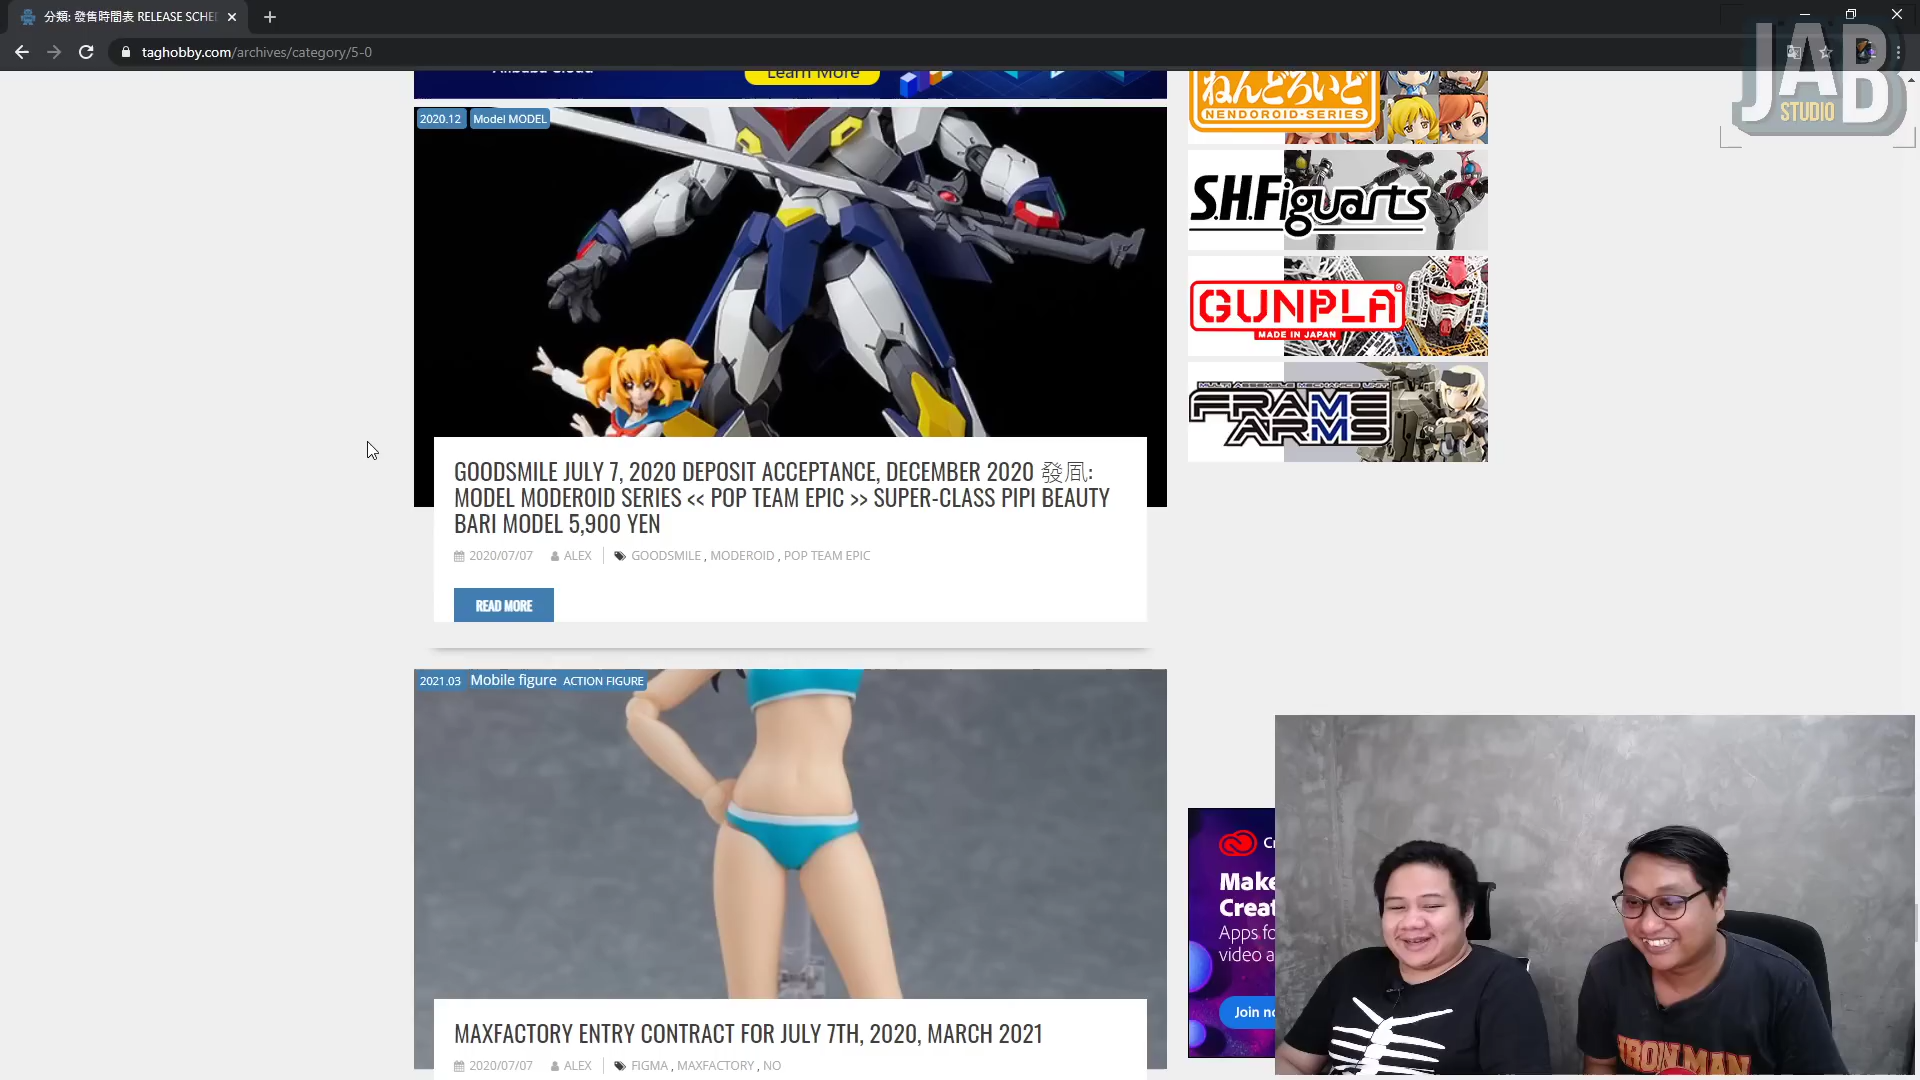 分類: 發售時間表 RELEASE SCHE
taghobby.com/archives/category/5-0
JAB
STUDIO
Learn More
2020.12 Model MODEL
ねんどろいど
NENDOROID-SERIES
S.H.Figuarts
GUNPLA
MADE IN JAPAN
MULTI ASSEMBLE MECHANICS UNIT
FRAME
ARMS
GOODSMILE JULY 7, 2020 DEPOSIT ACCEPTANCE, DECEMBER 2020 發凬:
MODEL MODEROID SERIES << POP TEAM EPIC >> SUPER-CLASS PIPI BEAUTY
BARI MODEL 5,900 YEN
2020/07/07 ALEX GOODSMILE , MODEROID , POP TEAM EPIC
READ MORE
2021.03 Mobile figure ACTION FIGURE
MAXFACTORY ENTRY CONTRACT FOR JULY 7TH, 2020, MARCH 2021
2020/07/07 ALEX FIGMA , MAXFACTORY , NO
Make
Apps fo
video a
Join
IRON MAN